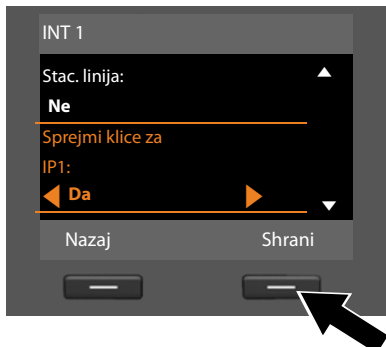 INT 1
Stac. linija:
Ne
Sprejmi klice za
IP1:
Da
Nazaj Shrani